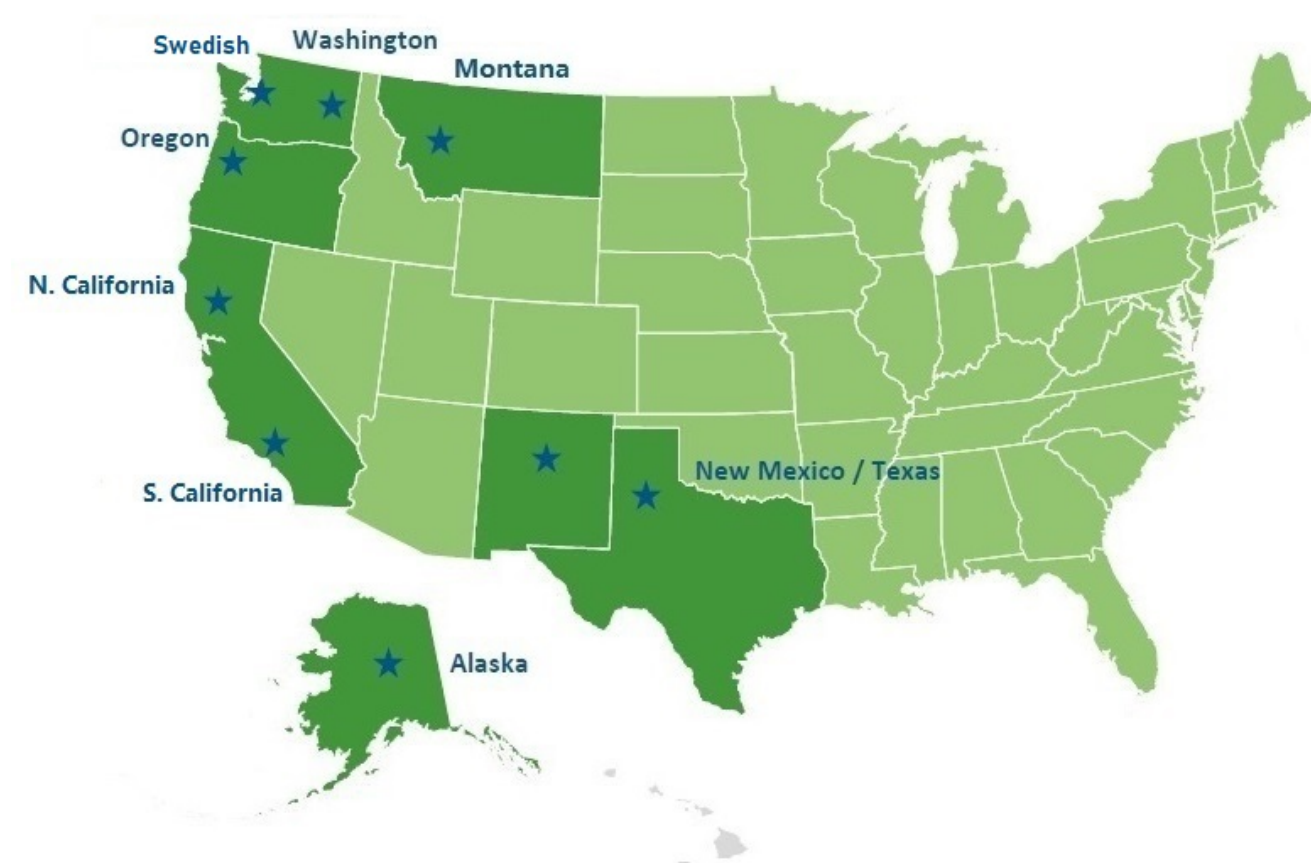 Swedish
Washington
Montana
Oregon
N. California
S. California
New Mexico / Texas
Alaska